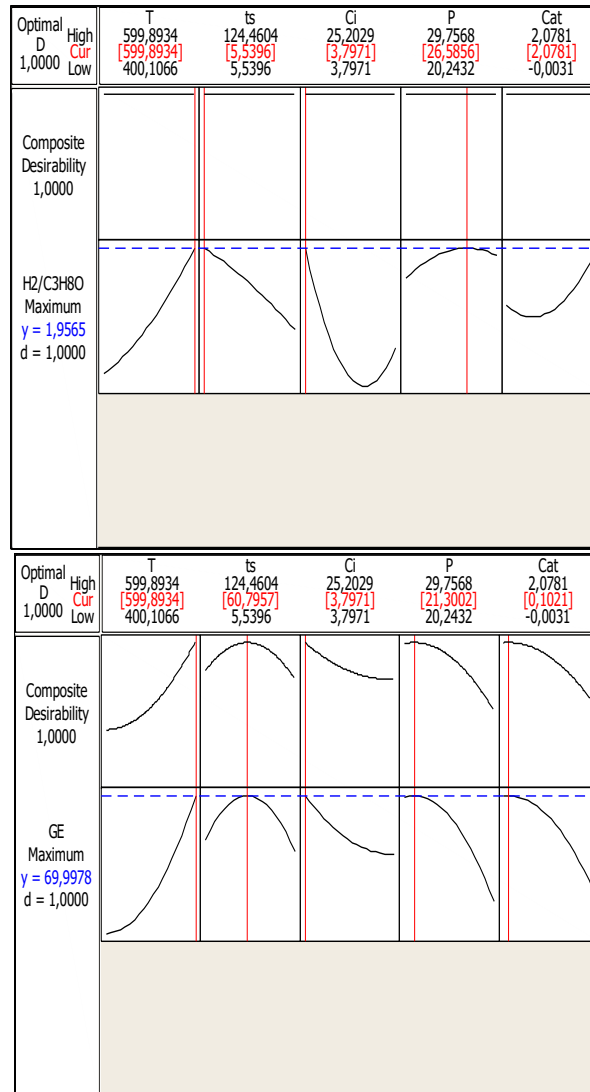 Optimal D 1,0000 High Cur Low
T ts Ci P Cat
599,8934 124,4604 25,2029 29,7568 2,0781
[599,8934] [5,5396] [3,7971] [26,5856] [2,0781]
400,1066 5,5396 3,7971 20,2432 -0,0031
Composite
Desirability
1,0000
H2/C3H8O
Maximum
y = 1,9565
d = 1,0000
Optimal D 1,0000 High Cur Low
T ts Ci P Cat
599,8934 124,4604 25,2029 29,7568 2,0781
[599,8934] [60,7957] [3,7971] [21,3002] [0,1021]
400,1066 5,5396 3,7971 20,2432 -0,0031
Composite
Desirability
1,0000
GE
Maximum
y = 69,9978
d = 1,0000